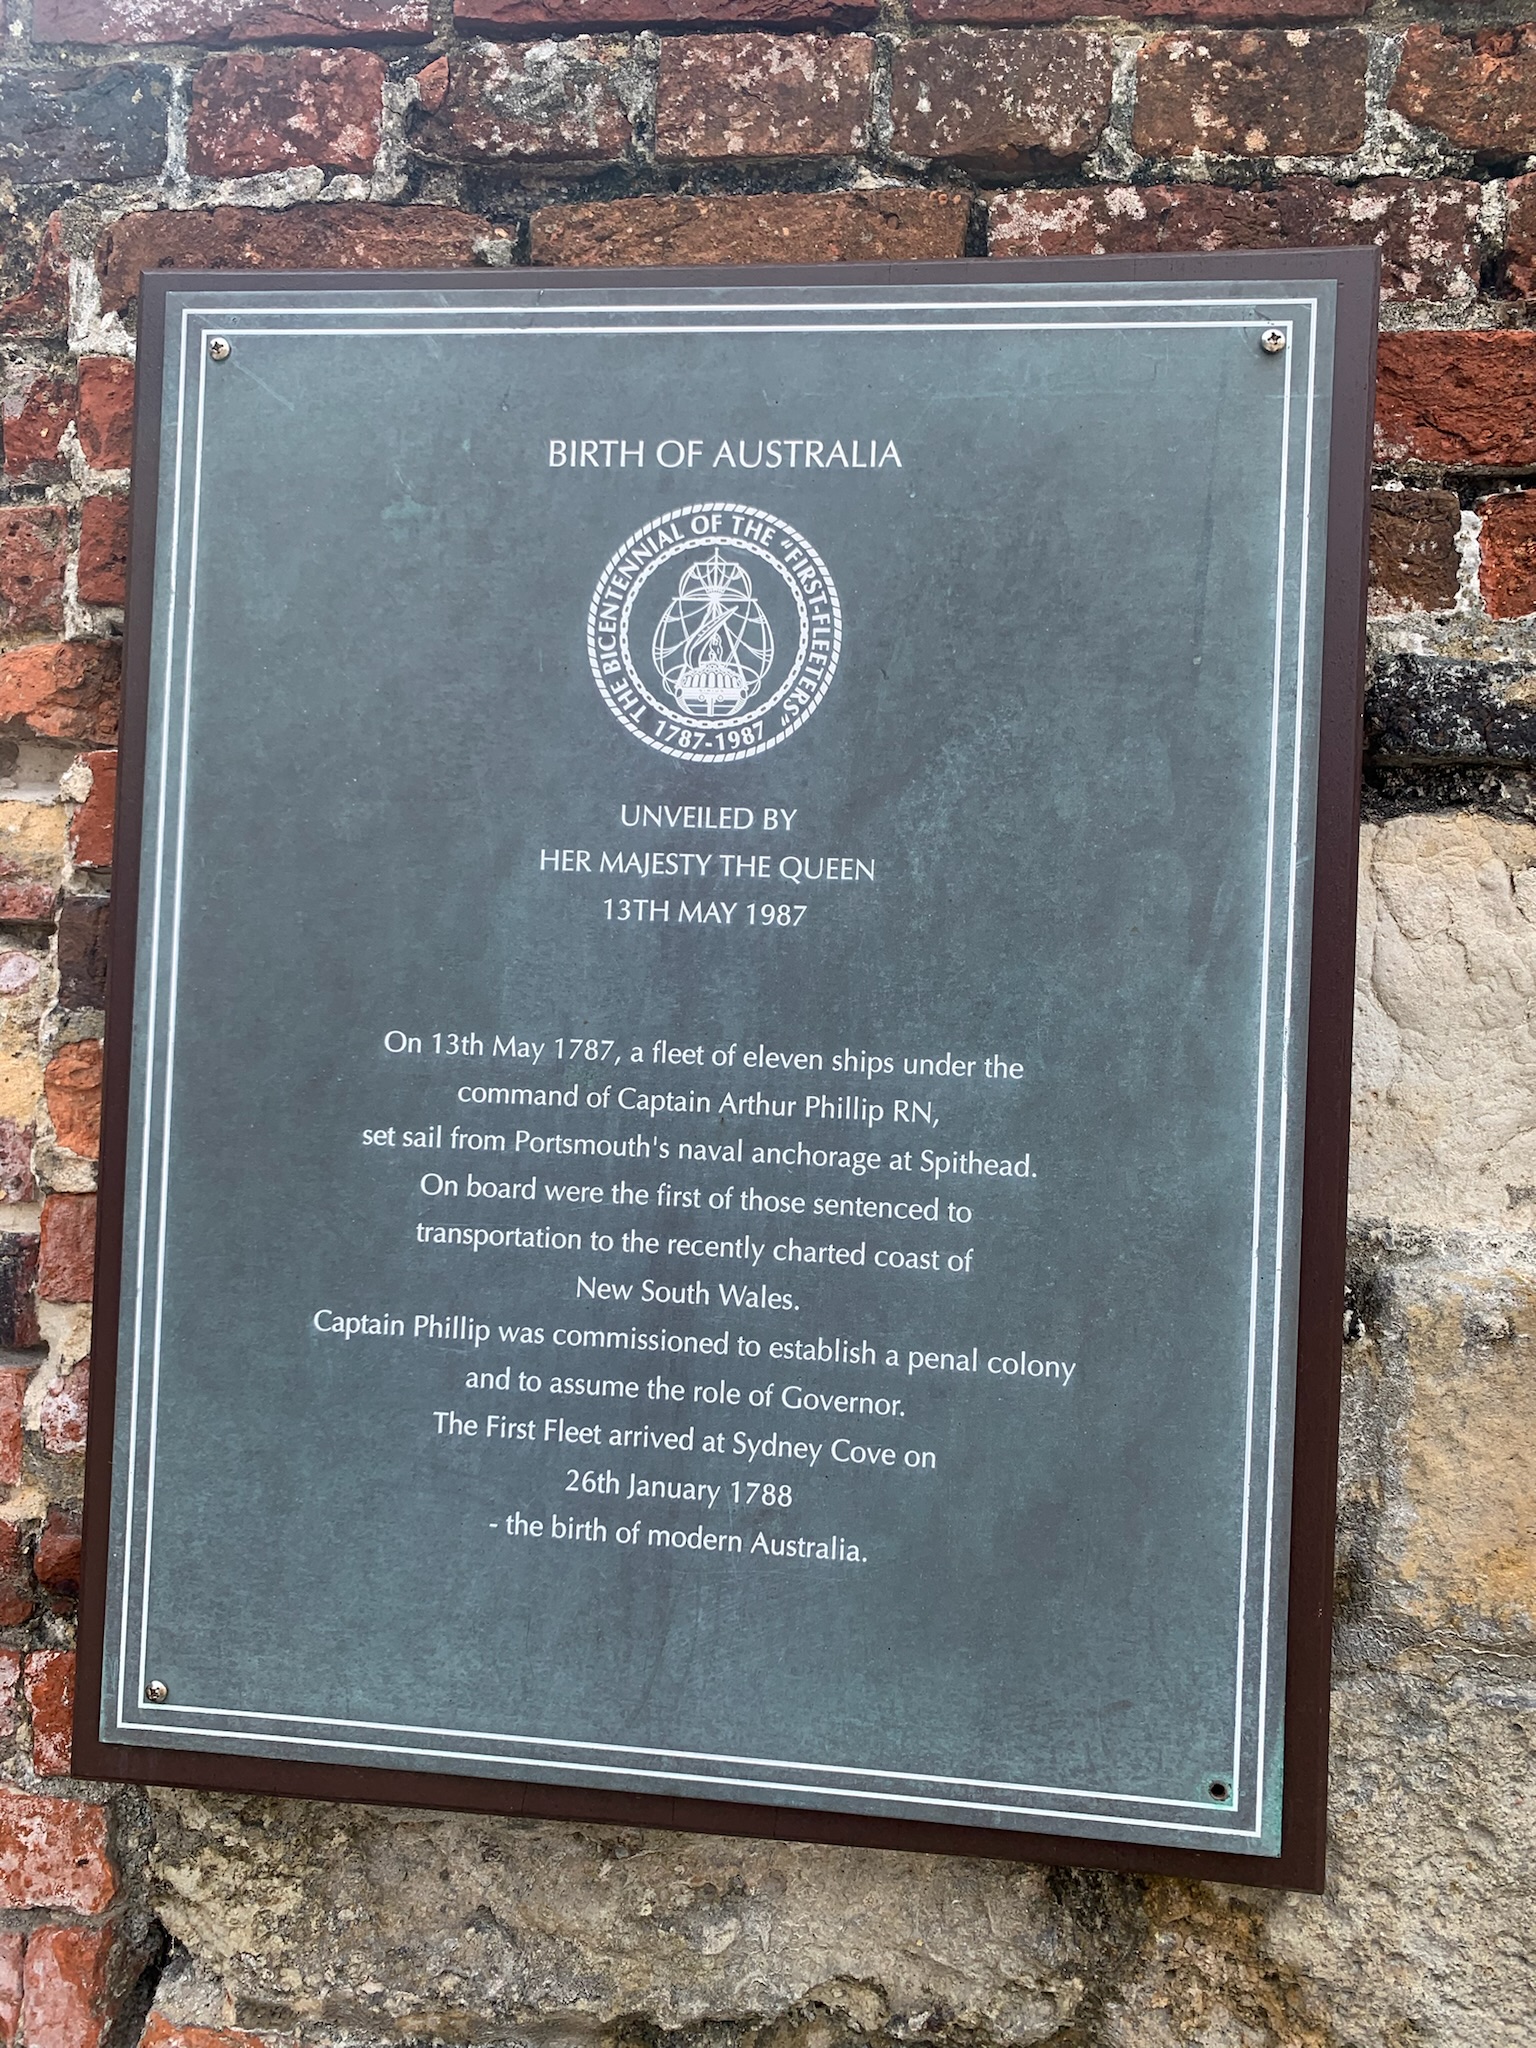 BIRTH OF AUSTRALIA
THE BICENTENNIAL OF THE "FIRST-FLEETERS"
1787-1987
UNVEILED BY
HER MAJESTY THE QUEEN
13TH MAY 1987
On 13th May 1787, a fleet of eleven ships under the
command of Captain Arthur Phillip RN,
set sail from Portsmouth's naval anchorage at Spithead.
On board were the first of those sentenced to
transportation to the recently charted coast of
New South Wales.
Captain Phillip was commissioned to establish a penal colony
and to assume the role of Governor.
The First Fleet arrived at Sydney Cove on
26th January 1788
- the birth of modern Australia.